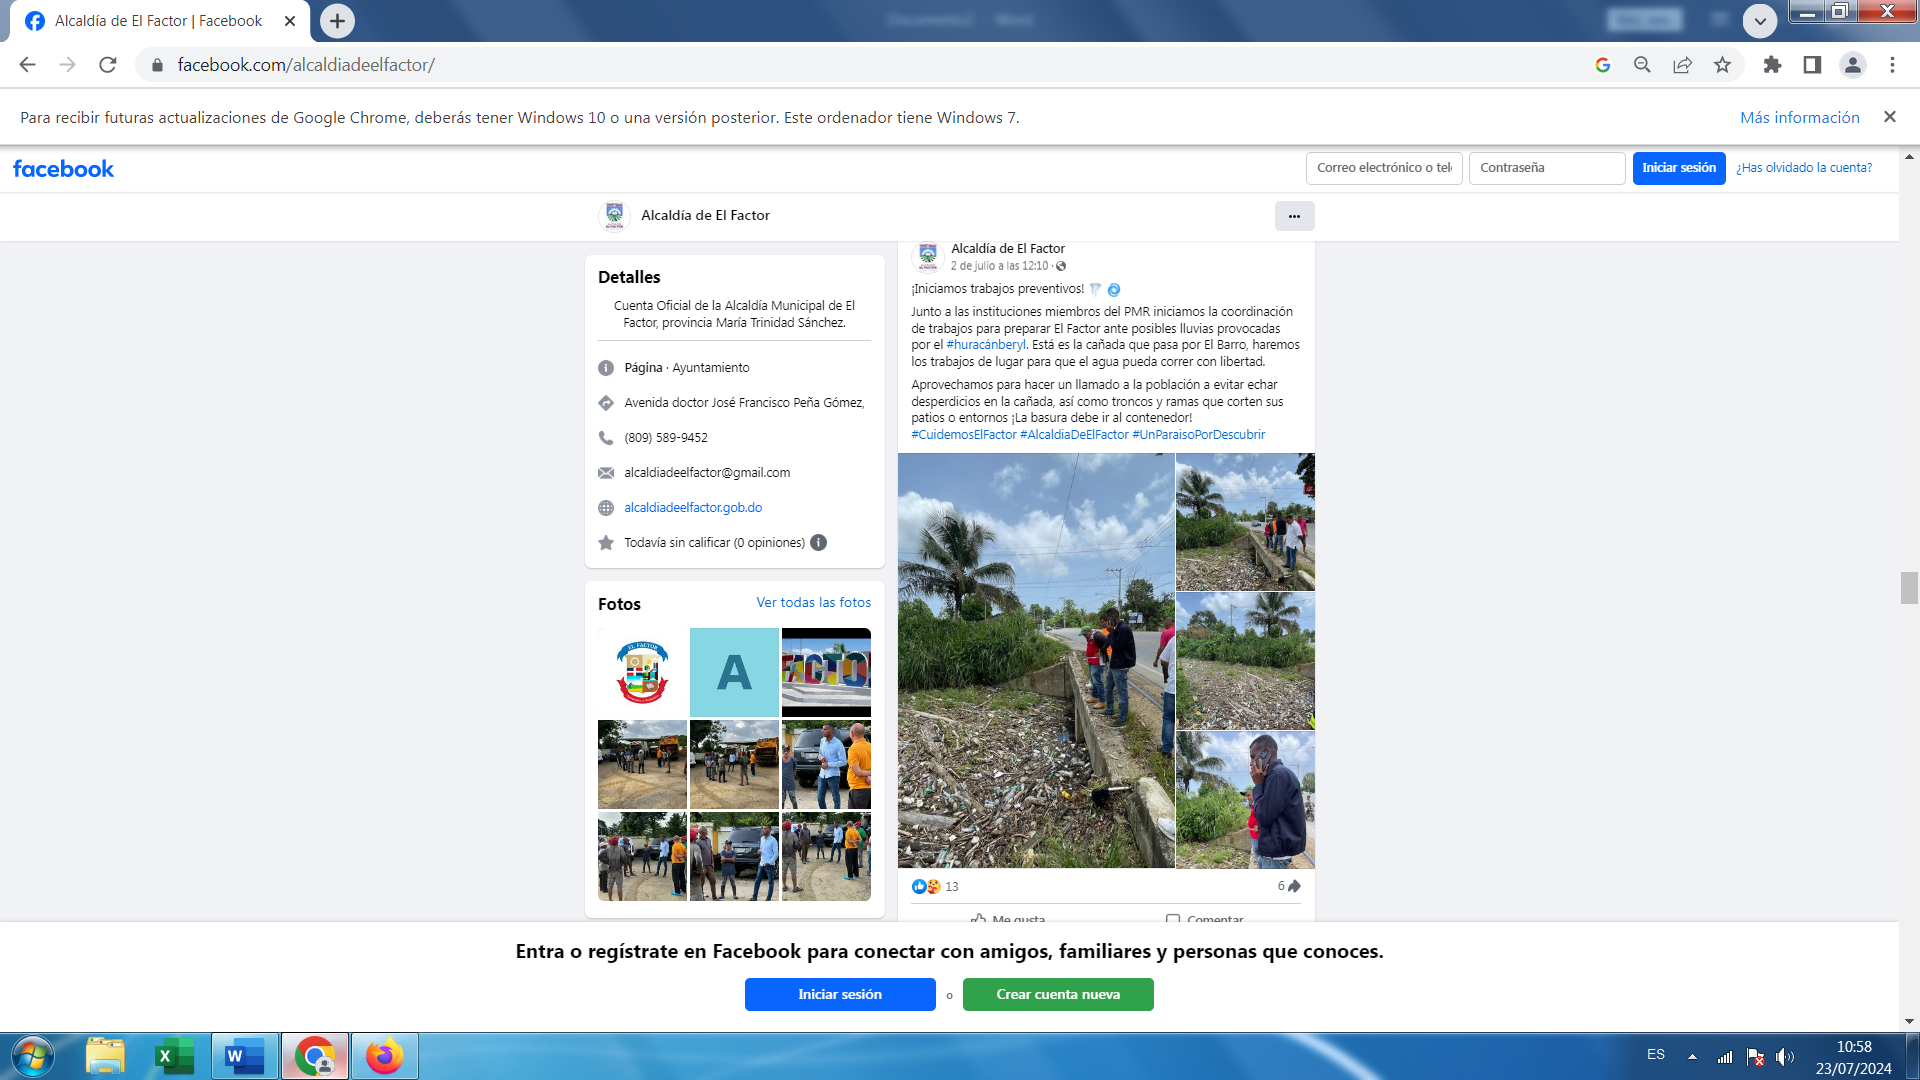 Alcaldía de El Factor | Facebook
Documento2 - Word
facebook.com/alcaldiadeelfactor/
Para recibir futuras actualizaciones de Google Chrome, deberás tener Windows 10 o una versión posterior. Este ordenador tiene Windows 7.
Más información
facebook
Correo electrónico o tel
Contraseña
Iniciar sesión
¿Has olvidado la cuenta?
Alcaldía de El Factor
Detalles
Cuenta Oficial de la Alcaldía Municipal de El
Factor, provincia María Trinidad Sánchez.
Página · Ayuntamiento
Avenida doctor José Francisco Peña Gómez,
(809) 589-9452
alcaldiadeelfactor@gmail.com
alcaldiadeelfactor.gob.do
Todavía sin calificar (0 opiniones)
Fotos
Ver todas las fotos
EL FACTOR
A
FACTOR
Alcaldía de El Factor
2 de julio a las 12:10 ·
¡Iniciamos trabajos preventivos!
Junto a las instituciones miembros del PMR iniciamos la coordinación
de trabajos para preparar El Factor ante posibles lluvias provocadas
por el #huracánberyl. Está es la cañada que pasa por El Barro, haremos
los trabajos de lugar para que el agua pueda correr con libertad.
Aprovechamos para hacer un llamado a la población a evitar echar
desperdicios en la cañada, así como troncos y ramas que corten sus
patios o entornos ¡La basura debe ir al contenedor!
#CuidemosElFactor #AlcaldiaDeElFactor #UnParaisoPorDescubrir
13
6
Me gusta
Comentar
Entra o regístrate en Facebook para conectar con amigos, familiares y personas que conoces.
Iniciar sesión
o
Crear cuenta nueva
ES
10:58
23/07/2024